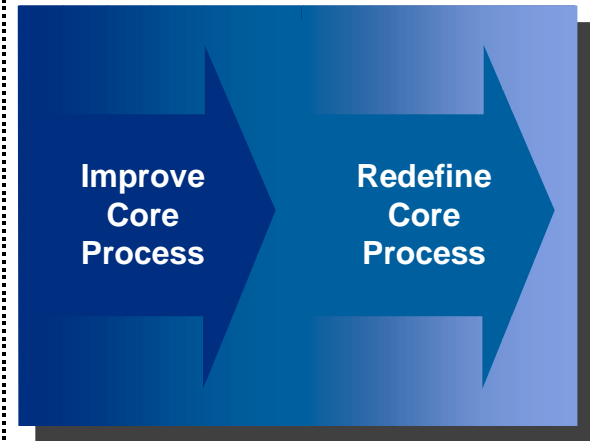 Improve
Core
Process
Redefine
Core
Process